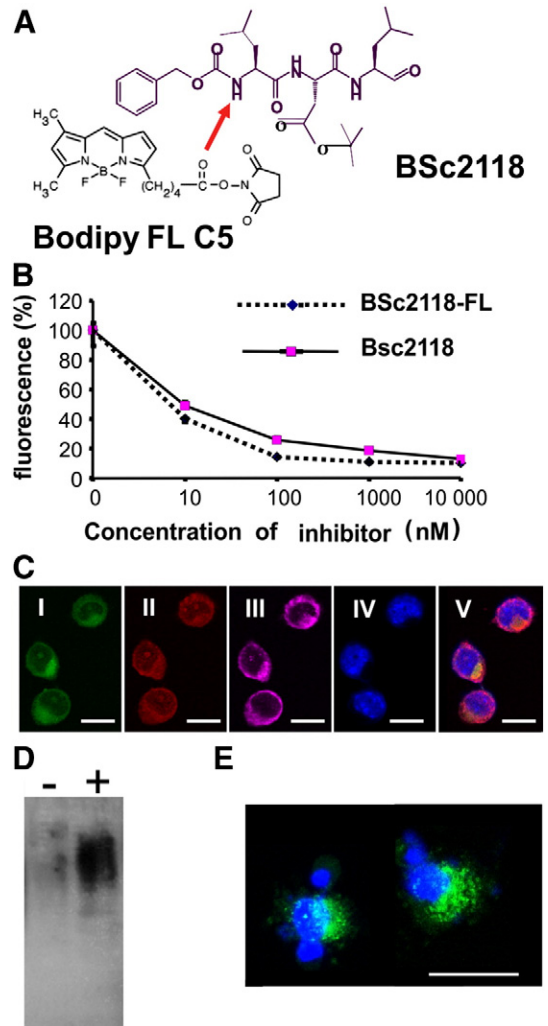 A
O
O
O
H
N
O
N
H
O
N
H
O
O
O
BSc2118
H₃C
N
N
B
F
F
H₃C
(CH₂)₄
C
O
O
N
O
O
Bodipy FL C5
B
fluorescence (%)
120
100
80
60
40
20
0
BSc2118-FL
Bsc2118
0 10 100 1000 10 000
Concentration of inhibitor (nM)
C
I II III IV V
D
- +
E